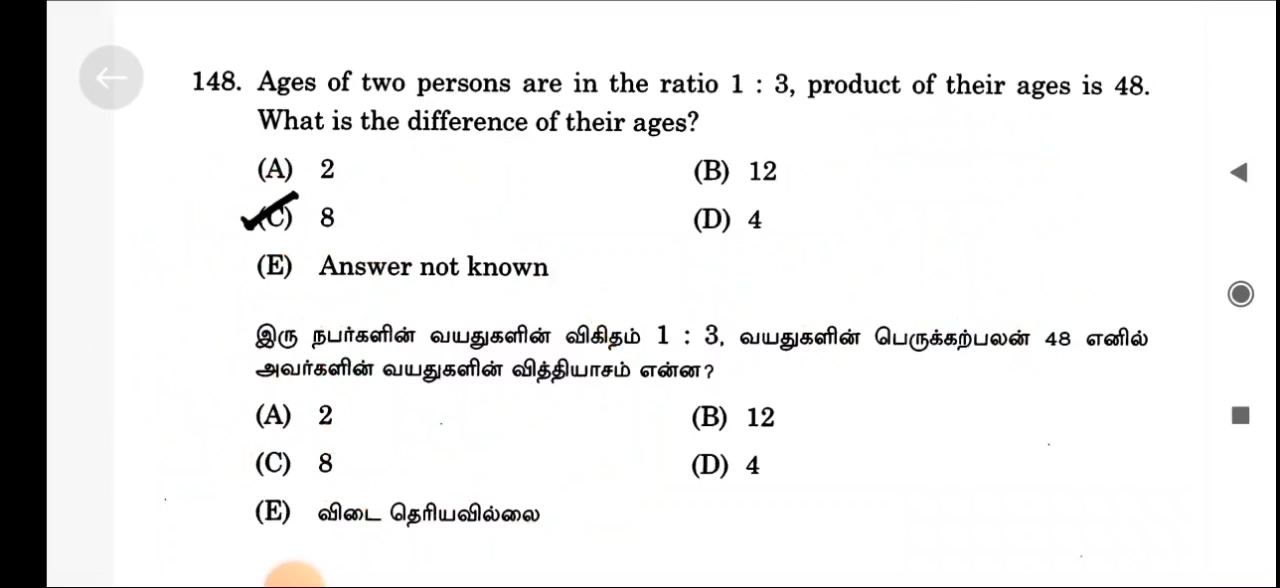 148. Ages of two persons are in the ratio 1 : 3, product of their ages is 48.
What is the difference of their ages?
(A) 2 (B) 12
(C) 8 (D) 4
(E) Answer not known
இரு நபர்களின் வயதுகளின் விகிதம் 1 : 3, வயதுகளின் பெருக்கற்பலன் 48 எனில்
அவர்களின் வயதுகளின் வித்தியாசம் என்ன?
(A) 2 (B) 12
(C) 8 (D) 4
(E) விடை தெரியவில்லை